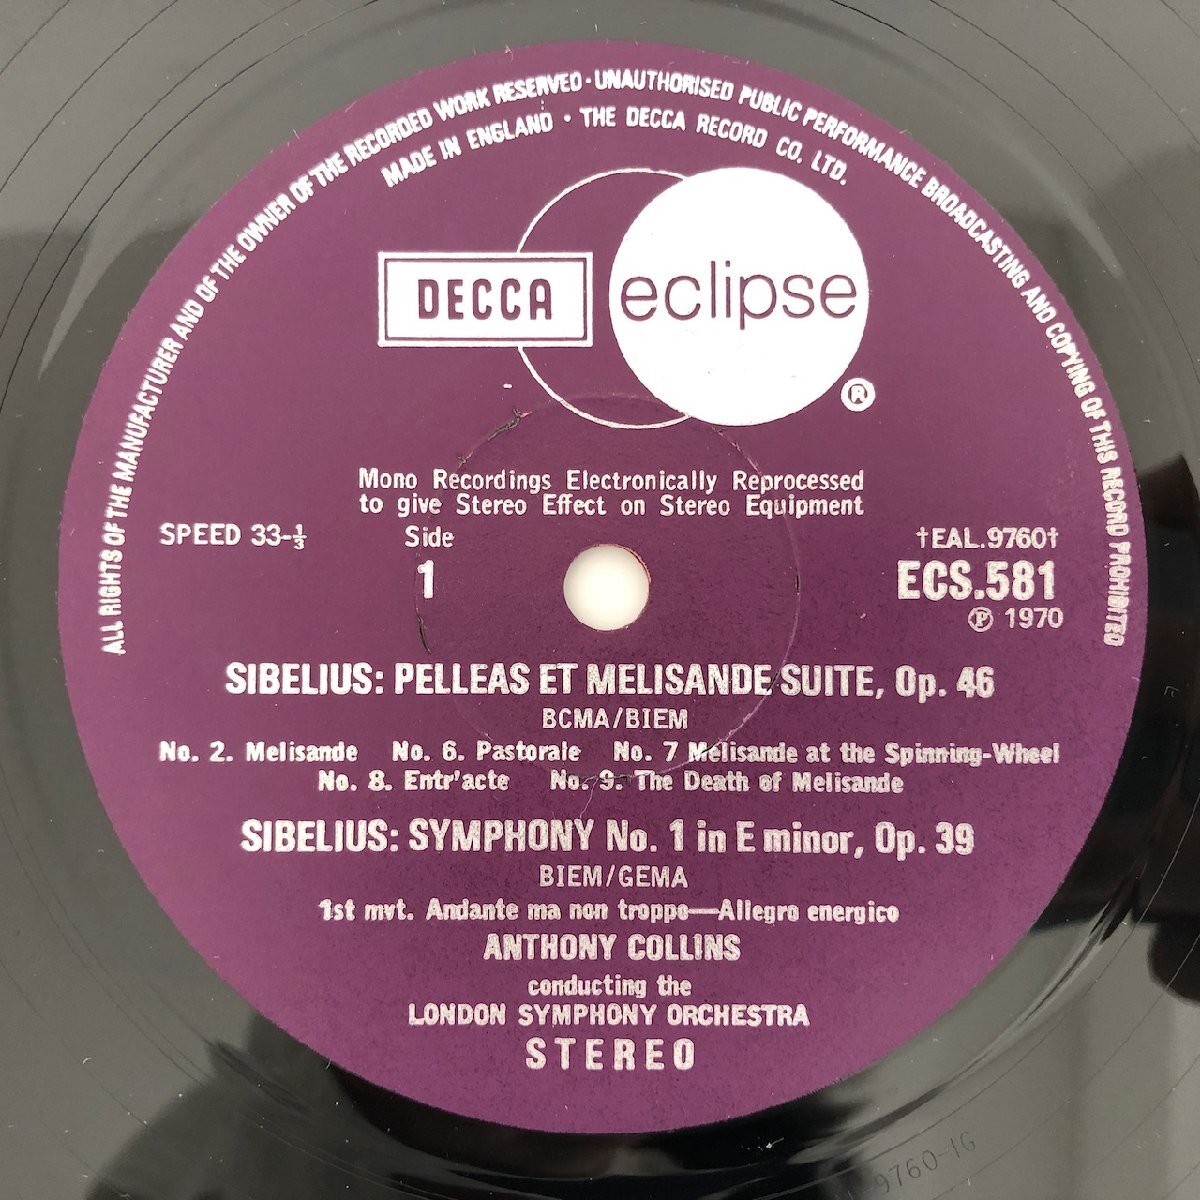 ALL RIGHTS OF THE MANUFACTURER AND OF THE OWNER OF THE RECORDED WORK RESERVED · UNAUTHORISED PUBLIC PERFORMANCE BROADCASTING AND COPYING OF THIS RECORD PROHIBITED
MADE IN ENGLAND · THE DECCA RECORD CO. LTD.
DECCA eclipse
®
Mono Recordings Electronically Reprocessed
to give Stereo Effect on Stereo Equipment
SPEED 33-⅓ Side †EAL.9760†
1 ECS.581
℗ 1970
SIBELIUS: PELLEAS ET MELISANDE SUITE, Op. 46
BCMA/BIEM
No. 2. Melisande No. 6. Pastorale No. 7 Melisande at the Spinning-Wheel
No. 8. Entr'acte No. 9. The Death of Melisande
SIBELIUS: SYMPHONY No. 1 in E minor, Op. 39
BIEM/GEMA
1st mvt. Andante ma non troppo—Allegro energico
ANTHONY COLLINS
conducting the
LONDON SYMPHONY ORCHESTRA
STEREO
9760-1G